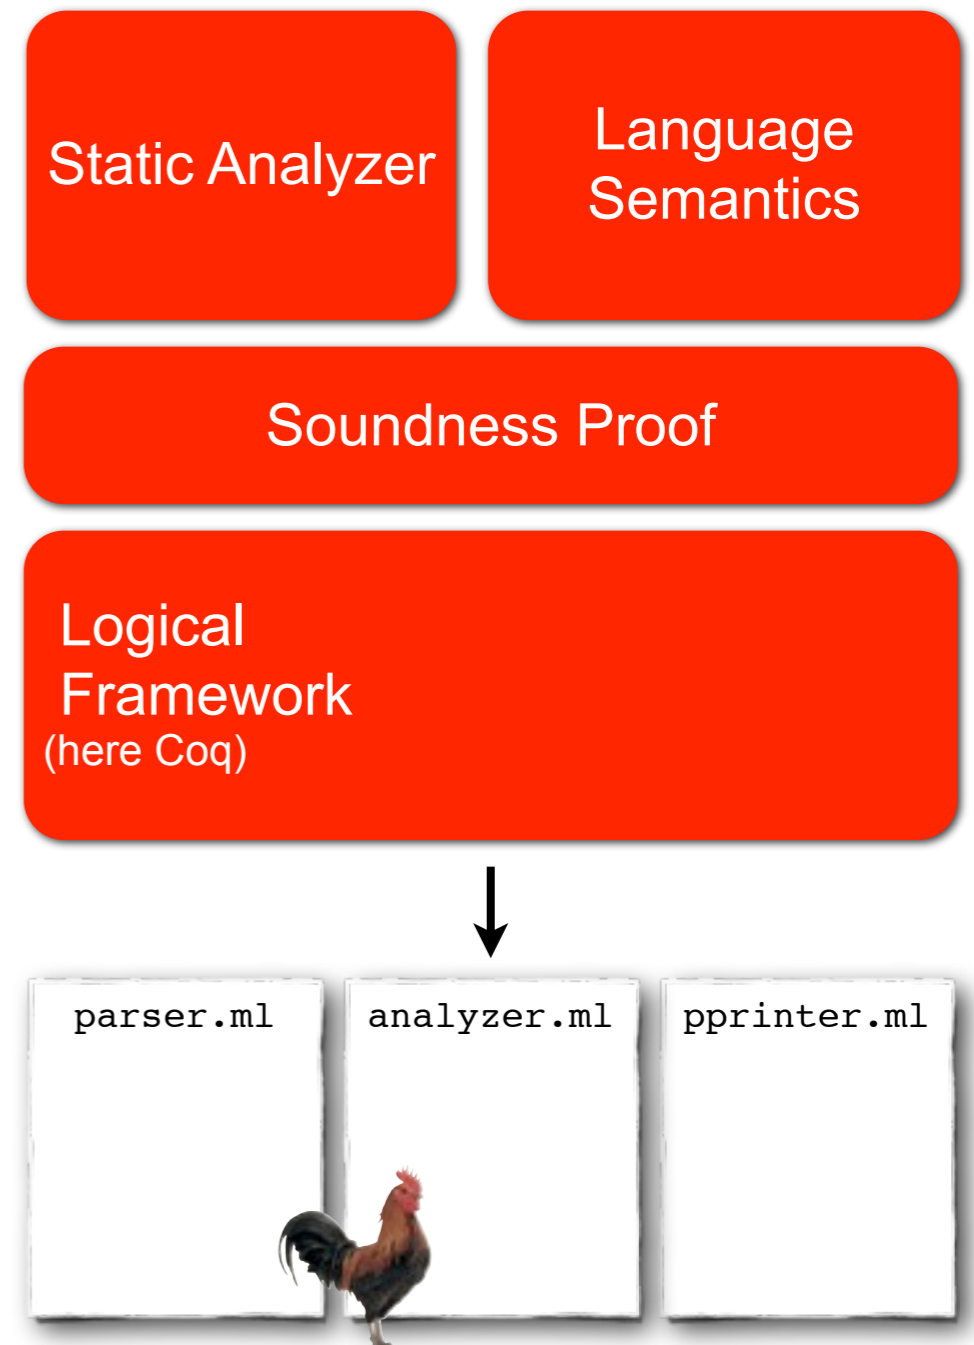 Static Analyzer
Language
Semantics
Soundness Proof
Logical
Framework
(here Coq)
parser.ml
analyzer.ml
pprinter.ml